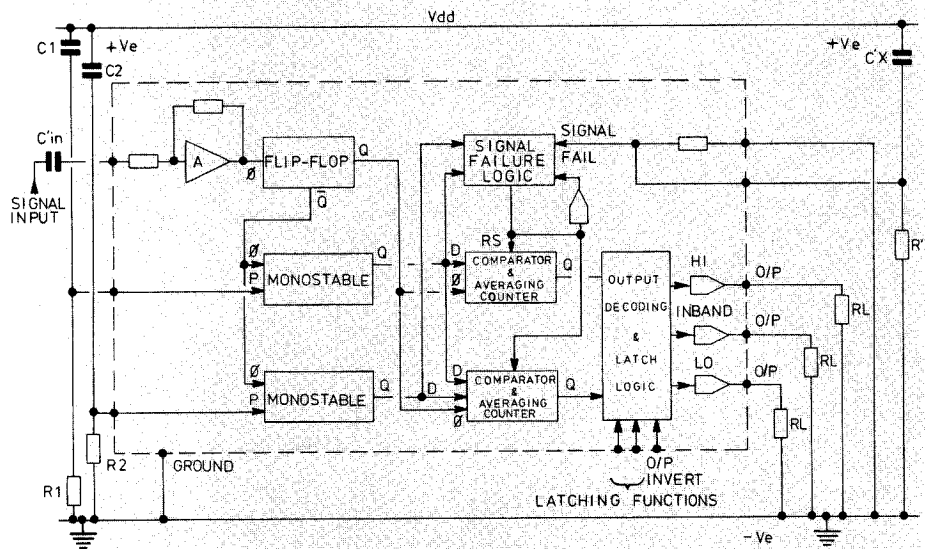 Vdd
C1
+Ve
C2
+Ve
C'X
C'in
SIGNAL
INPUT
A
Ø
FLIP-FLOP
Q
Q̅
SIGNAL
FAILURE
LOGIC
SIGNAL
FAIL
RS
Ø
P
MONOSTABLE
Q
D
Ø
COMPARATOR
&
AVERAGING
COUNTER
Q
OUTPUT
DECODING
&
LATCH
LOGIC
HI
O/P
INBAND
O/P
LO
O/P
RL
RL
RL
Ø
P
MONOSTABLE
Q
D
D
Ø
COMPARATOR
&
AVERAGING
COUNTER
Q
R1
R2
GROUND
O/P
INVERT
LATCHING FUNCTIONS
-Ve